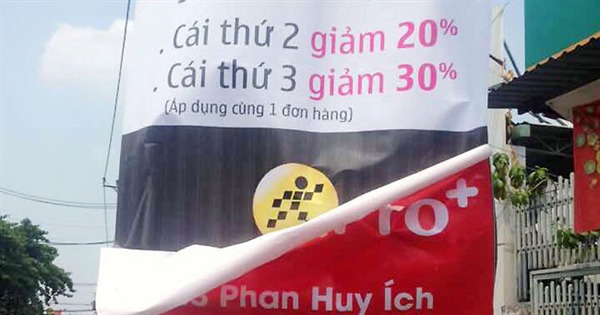 . Cái thứ 2 giảm 20%
. Cái thứ 3 giảm 30%
(Áp dụng cùng 1 đơn hàng)
ro+
Phan Huy Ích